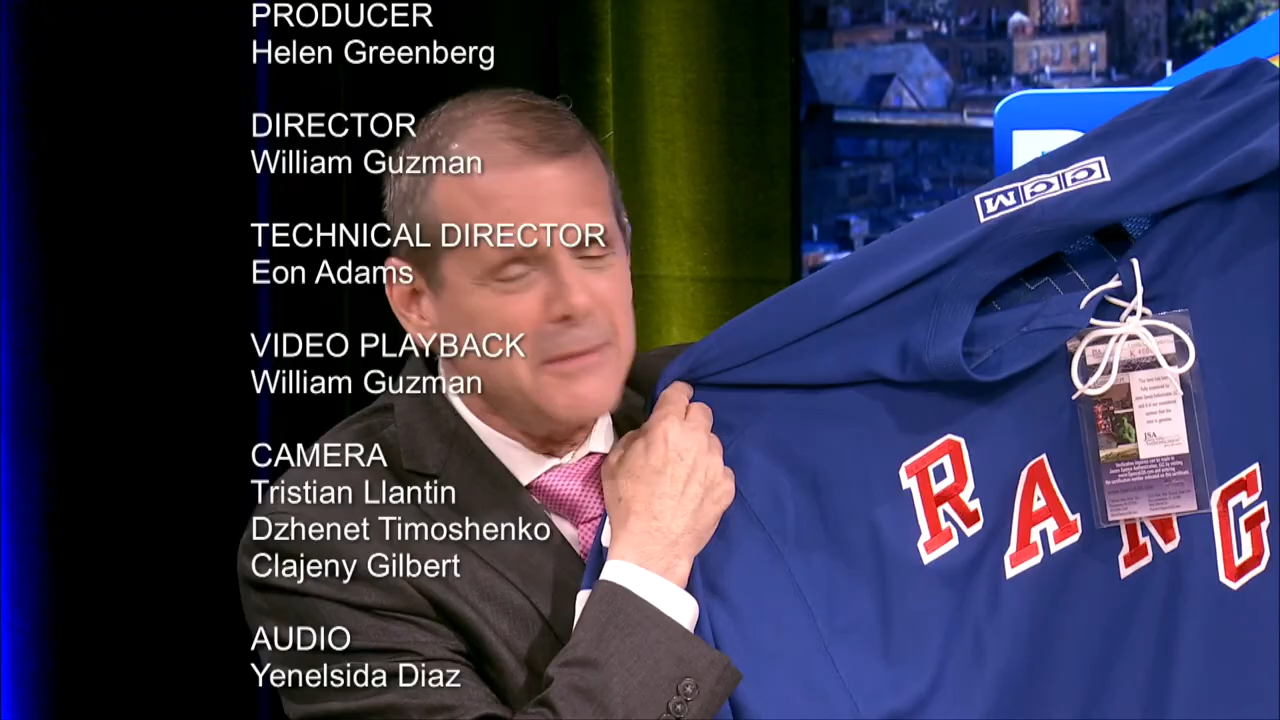 PRODUCER
Helen Greenberg
DIRECTOR
William Guzman
TECHNICAL DIRECTOR
Eon Adams
VIDEO PLAYBACK
William Guzman
CAMERA
Tristian Llantin
Dzhenet Timoshenko
Clajeny Gilbert
AUDIO
Yenelsida Diaz
CCM
RANG
JSA